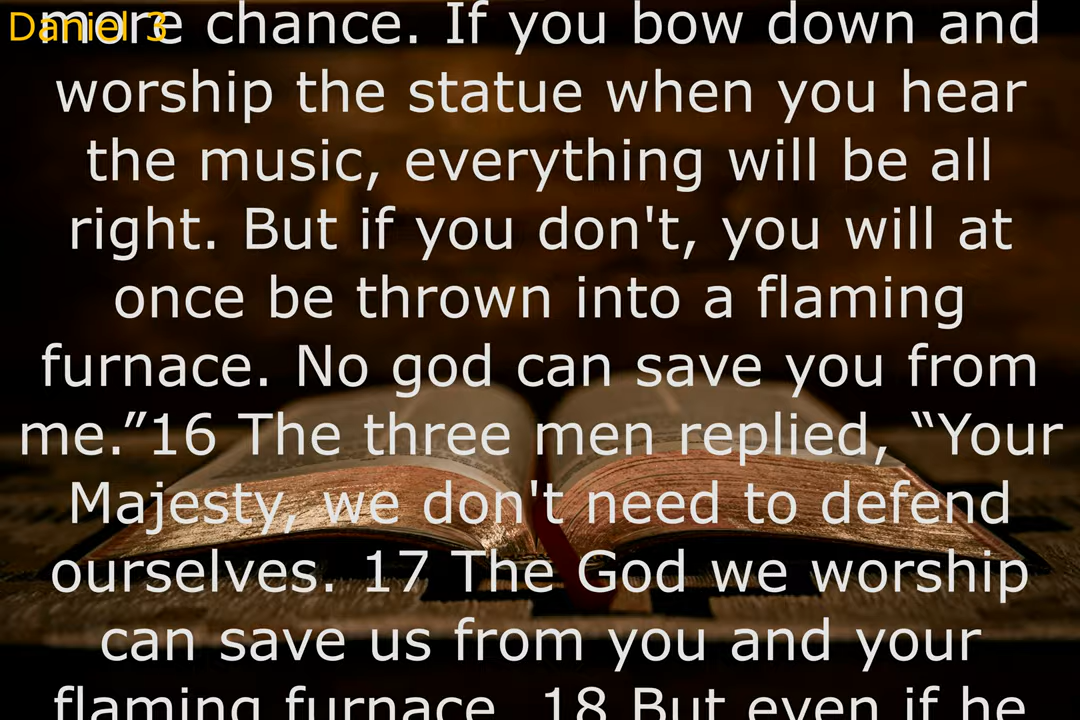 Daniel 3
more chance. If you bow down and
worship the statue when you hear
the music, everything will be all
right. But if you don't, you will at
once be thrown into a flaming
furnace. No god can save you from
me.”16 The three men replied, “Your
Majesty, we don't need to defend
ourselves. 17 The God we worship
can save us from you and your
flaming furnace. 18 But even if he